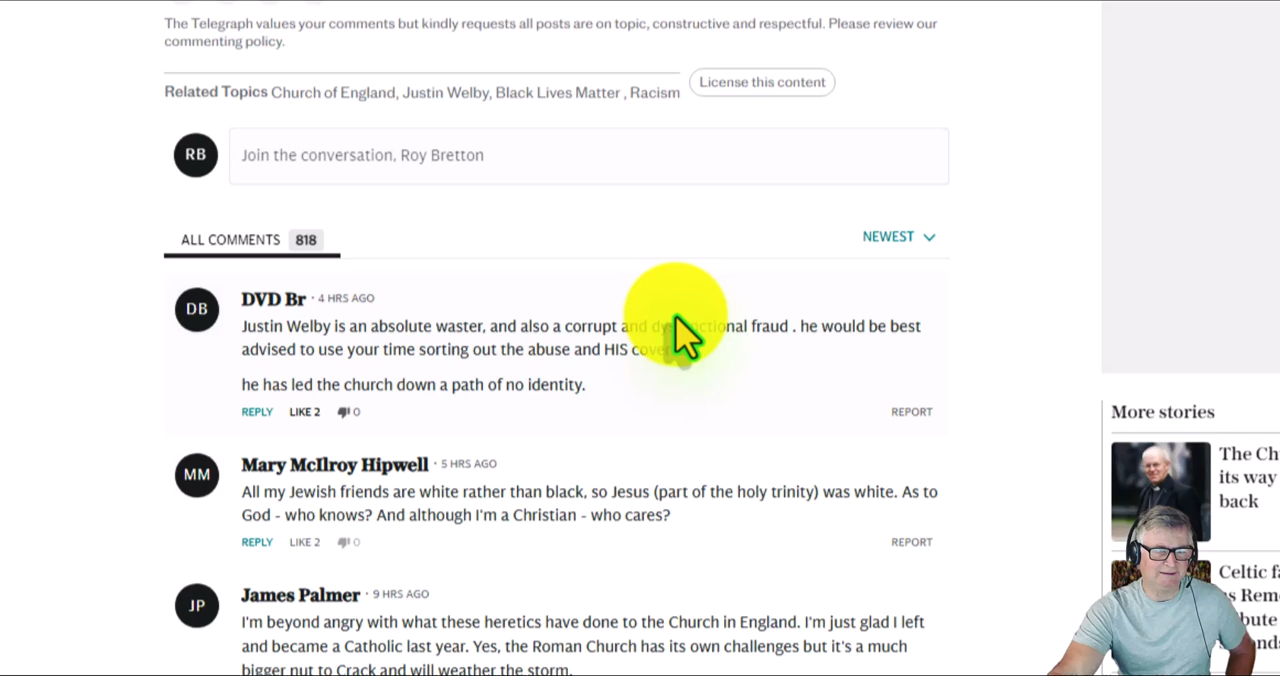 The Telegraph values your comments but kindly requests all posts are on topic, constructive and respectful. Please review our
commenting policy.
License this content
Related Topics Church of England, Justin Welby, Black Lives Matter , Racism
RB
Join the conversation, Roy Bretton
ALL COMMENTS 818
NEWEST
DB
DVD Br · 4 HRS AGO
Justin Welby is an absolute waster, and also a corrupt and fraud . he would be best
advised to use your time sorting out the abuse and HIS
he has led the church down a path of no identity.
REPLY LIKE 2 0 REPORT
MM
Mary McIlroy Hipwell · 5 HRS AGO
All my Jewish friends are white rather than black, so Jesus (part of the holy trinity) was white. As to
God - who knows? And although I'm a Christian - who cares?
REPLY LIKE 2 0 REPORT
JP
James Palmer · 9 HRS AGO
I'm beyond angry with what these heretics have done to the Church in England. I'm just glad I left
and became a Catholic last year. Yes, the Roman Church has its own challenges but it's a much
bigger nut to Crack and will weather the storm.
More stories
The
its way
back
Celtic